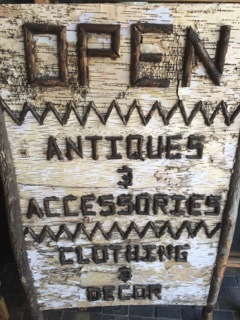 OPEN
ANTIQUES
&
ACCESSORIES
CLOTHING
&
DECOR